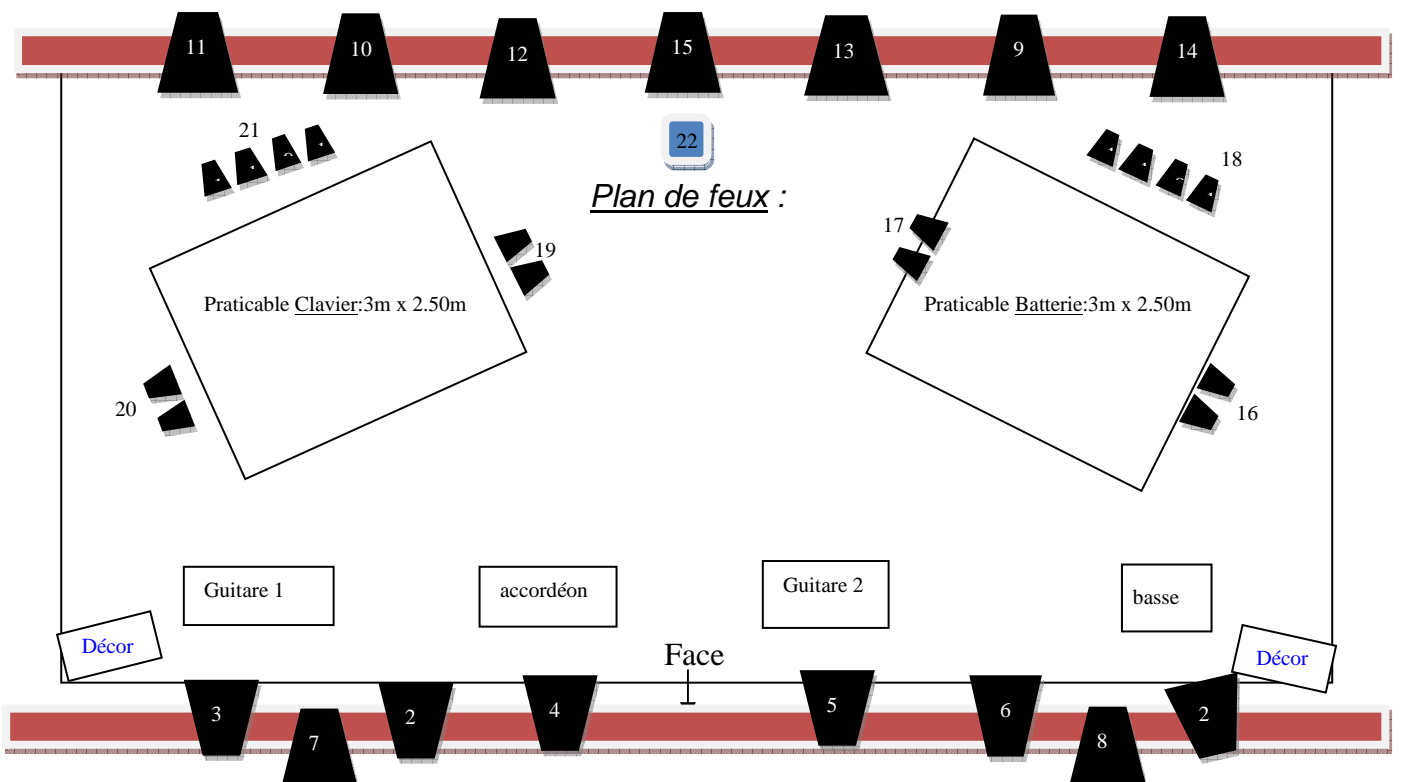 11 10 12 15 13 9 14
21
22
18
Plan de feux :
17
19
Praticable Clavier:3m x 2.50m
Praticable Batterie:3m x 2.50m
20
16
Guitare 1
accordéon
Guitare 2
basse
Décor
Face
Décor
3 2 4 5 6 2
7 8